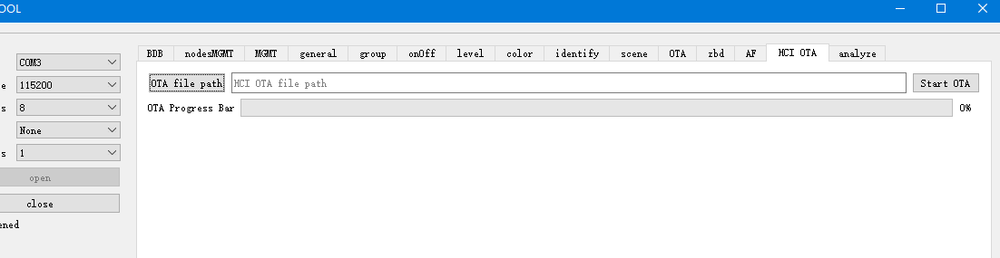 OOL
BDB nodesMGMT MGMT general group onOff level color identify scene OTA zbd AF HCI OTA analyze
COM3
e 115200
s 8
None
s 1
open
close
ened
OTA file path HCI OTA file path Start OTA
OTA Progress Bar 0%